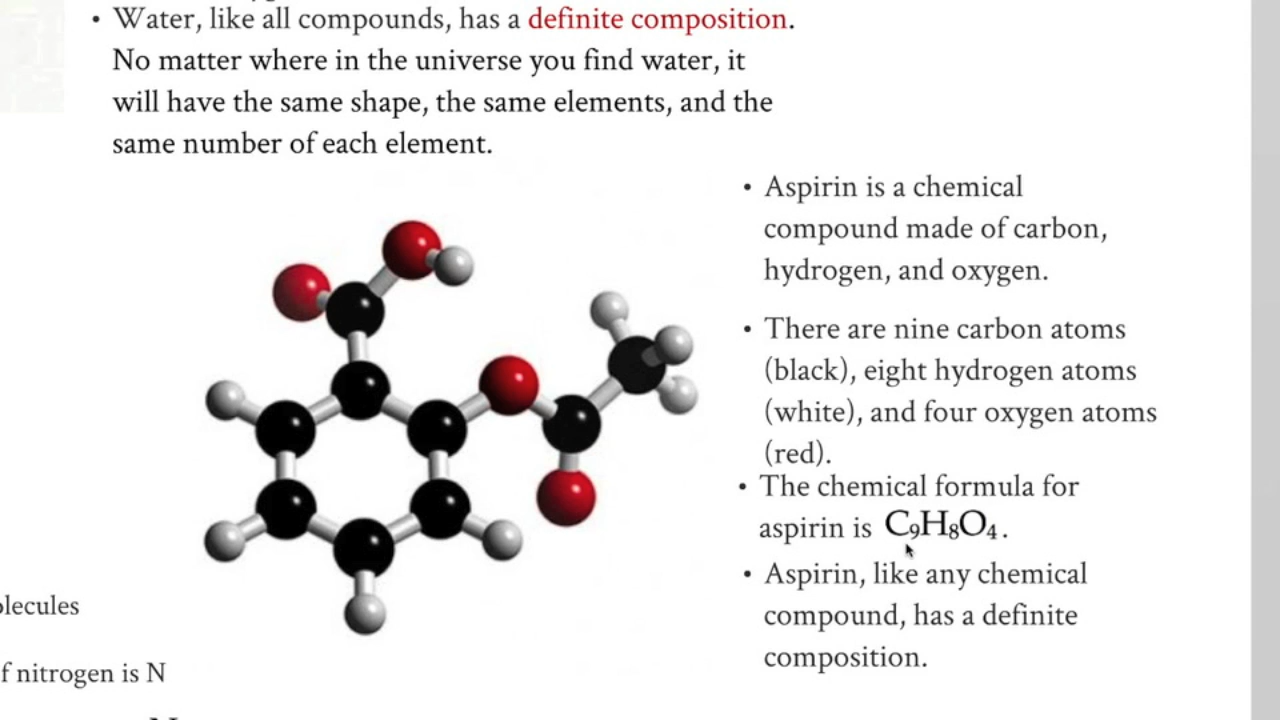 • Water, like all compounds, has a definite composition.
No matter where in the universe you find water, it
will have the same shape, the same elements, and the
same number of each element.
• Aspirin is a chemical
compound made of carbon,
hydrogen, and oxygen.
• There are nine carbon atoms
(black), eight hydrogen atoms
(white), and four oxygen atoms
(red).
• The chemical formula for
aspirin is C₉H₈O₄.
• Aspirin, like any chemical
compound, has a definite
composition.
olecules
f nitrogen is N